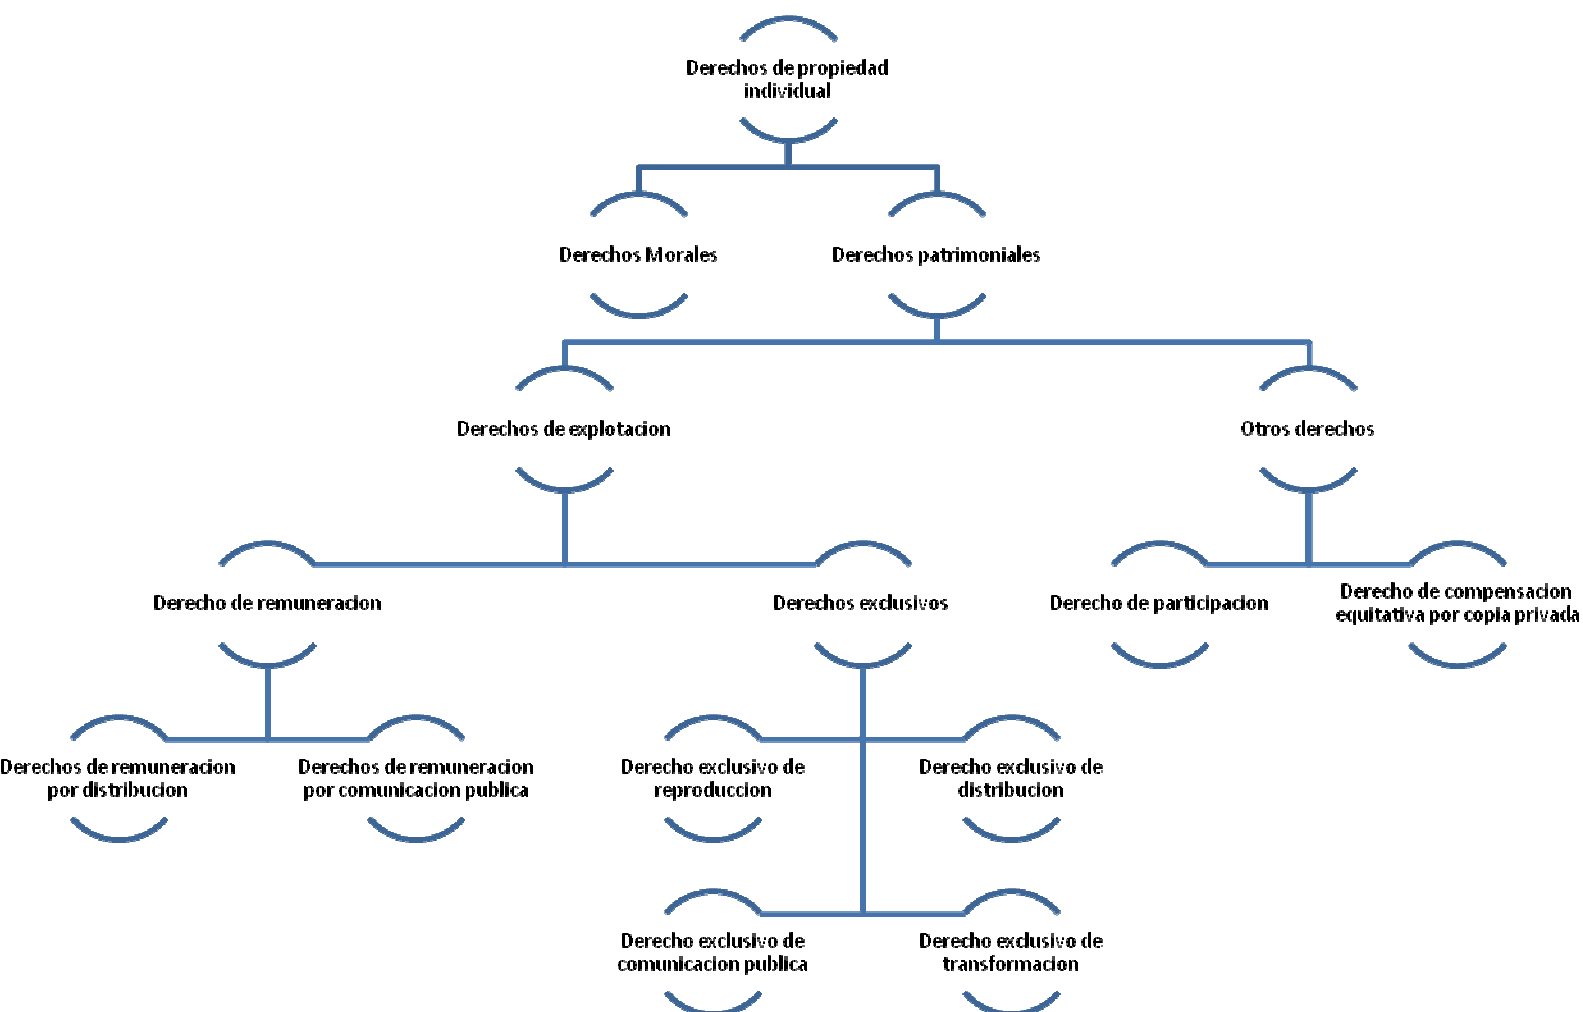 Derechos de propiedad
individual
Derechos Morales
Derechos patrimoniales
Derechos de explotacion
Otros derechos
Derecho de remuneracion
Derechos exclusivos
Derecho de participacion
Derecho de compensacion
equitativa por copia privada
Derechos de remuneracion
por distribucion
Derechos de remuneracion
por comunicacion publica
Derecho exclusivo de
reproduccion
Derecho exclusivo de
distribucion
Derecho exclusivo de
comunicacion publica
Derecho exclusivo de
transformacion